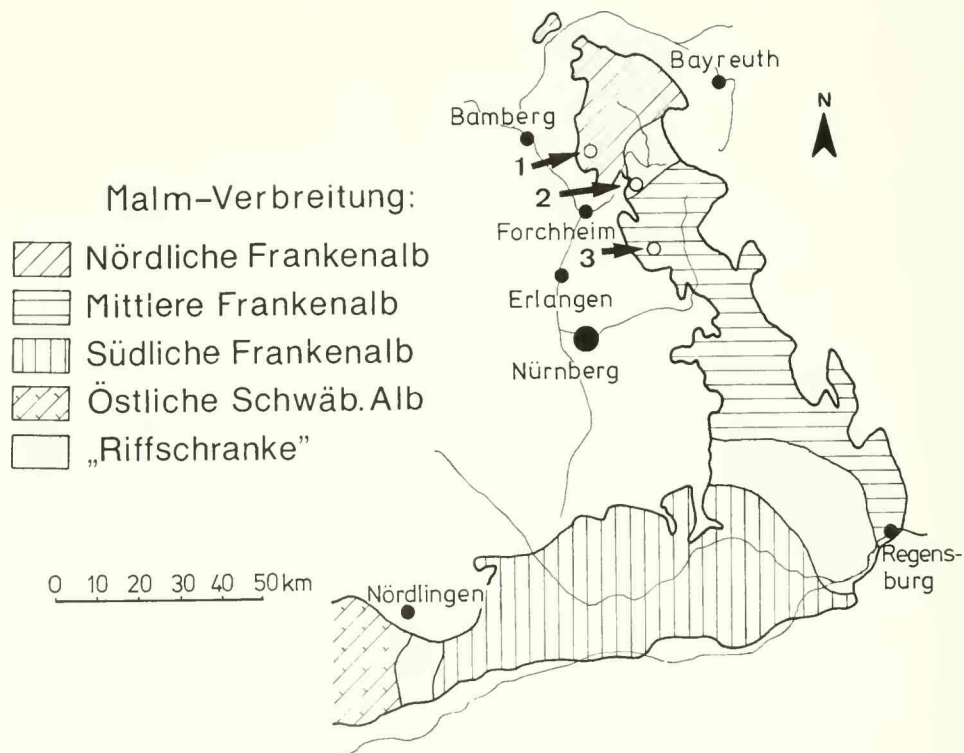 Bayreuth
Bamberg
N
1
2
Forchheim
3
Erlangen
Nürnberg
Malm-Verbreitung:
Nördliche Frankenalb
Mittlere Frankenalb
Südliche Frankenalb
Östliche Schwäb. Alb
„Riffschranke”
0 10 20 30 40 50 km
Nördlingen
Regens-
burg